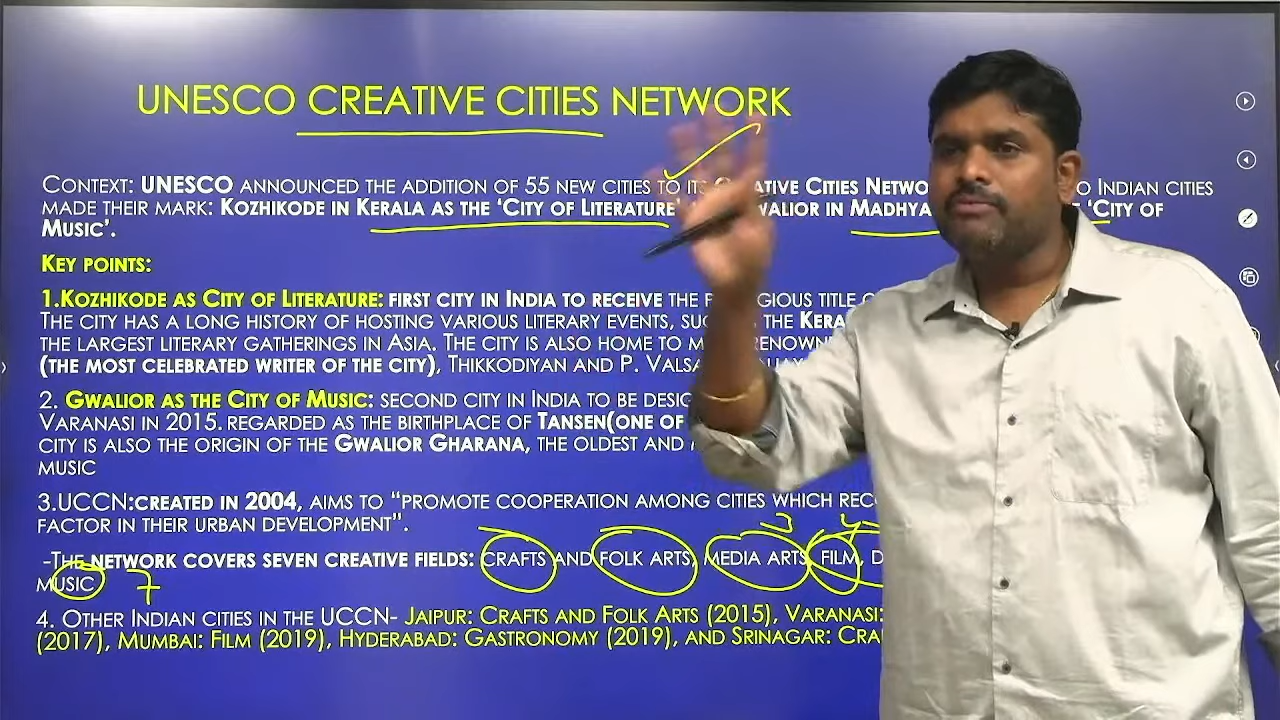 UNESCO CREATIVE CITIES NETWORK
CONTEXT: UNESCO ANNOUNCED THE ADDITION OF 55 NEW CITIES TO ITS CREATIVE CITIES INDIAN CITIES
MADE THEIR MARK: KOZHIKODE IN KERALA AS THE ‘CITY OF LITERATURE’ IN ‘CITY OF
MUSIC’.
KEY POINTS:
1.KOZHIKODE AS CITY OF LITERATURE: FIRST CITY IN INDIA TO RECEIVE THE TITLE
THE CITY HAS A LONG HISTORY OF HOSTING VARIOUS LITERARY EVENTS, THE
THE LARGEST LITERARY GATHERINGS IN ASIA. THE CITY IS ALSO HOME TO
(THE MOST CELEBRATED WRITER OF THE CITY), THIKKODIYAN AND P.
2. GWALIOR AS THE CITY OF MUSIC: SECOND CITY IN INDIA TO BE
VARANASI IN 2015. REGARDED AS THE BIRTHPLACE OF TANSEN(ONE OF
CITY IS ALSO THE ORIGIN OF THE GWALIOR GHARANA, THE OLDEST AND
MUSIC
3.UCCN:CREATED IN 2004, AIMS TO “PROMOTE COOPERATION AMONG CITIES WHICH
FACTOR IN THEIR URBAN DEVELOPMENT”.
3 4
-THE NETWORK COVERS SEVEN CREATIVE FIELDS: CRAFTS AND FOLK ARTS, MEDIA ARTS, FILM,
MUSIC 7
4. OTHER INDIAN CITIES IN THE UCCN- JAIPUR: CRAFTS AND FOLK ARTS (2015), VARANASI:
(2017), MUMBAI: FILM (2019), HYDERABAD: GASTRONOMY (2019), AND SRINAGAR: